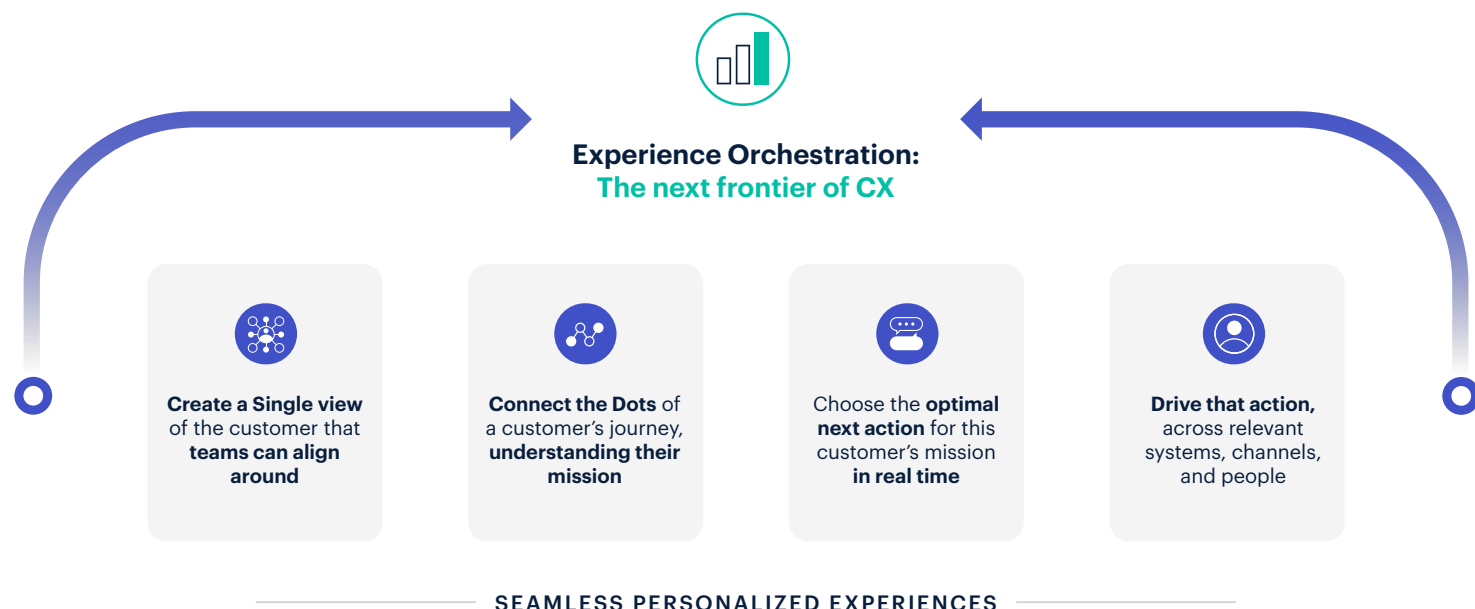 Experience Orchestration:
The next frontier of CX
Create a Single view
of the customer that
teams can align
around
Connect the Dots of
a customer’s journey,
understanding their
mission
Choose the optimal
next action for this
customer’s mission
in real time
Drive that action,
across relevant
systems, channels,
and people
SEAMLESS PERSONALIZED EXPERIENCES